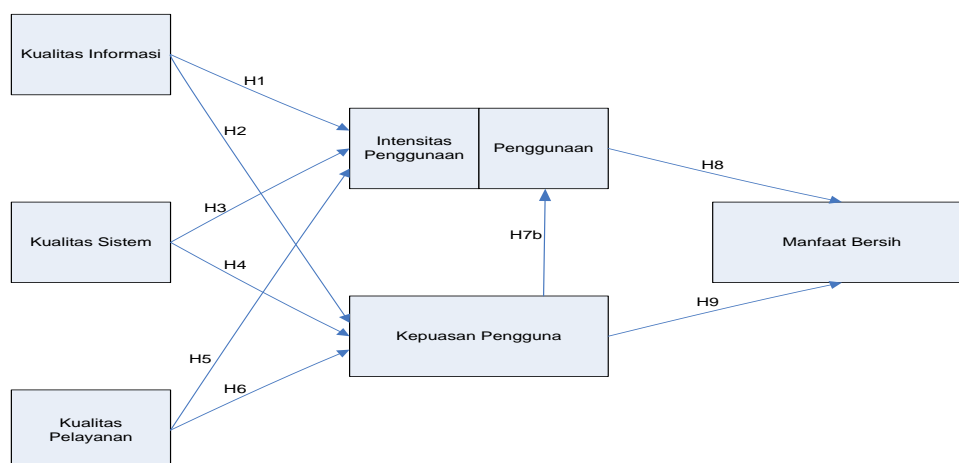 Kualitas Informasi
H1
H2
Intensitas
Penggunaan
Penggunaan
H8
H3
Kualitas Sistem
H7b
Manfaat Bersih
H4
H9
Kepuasan Pengguna
H5
H6
Kualitas
Pelayanan